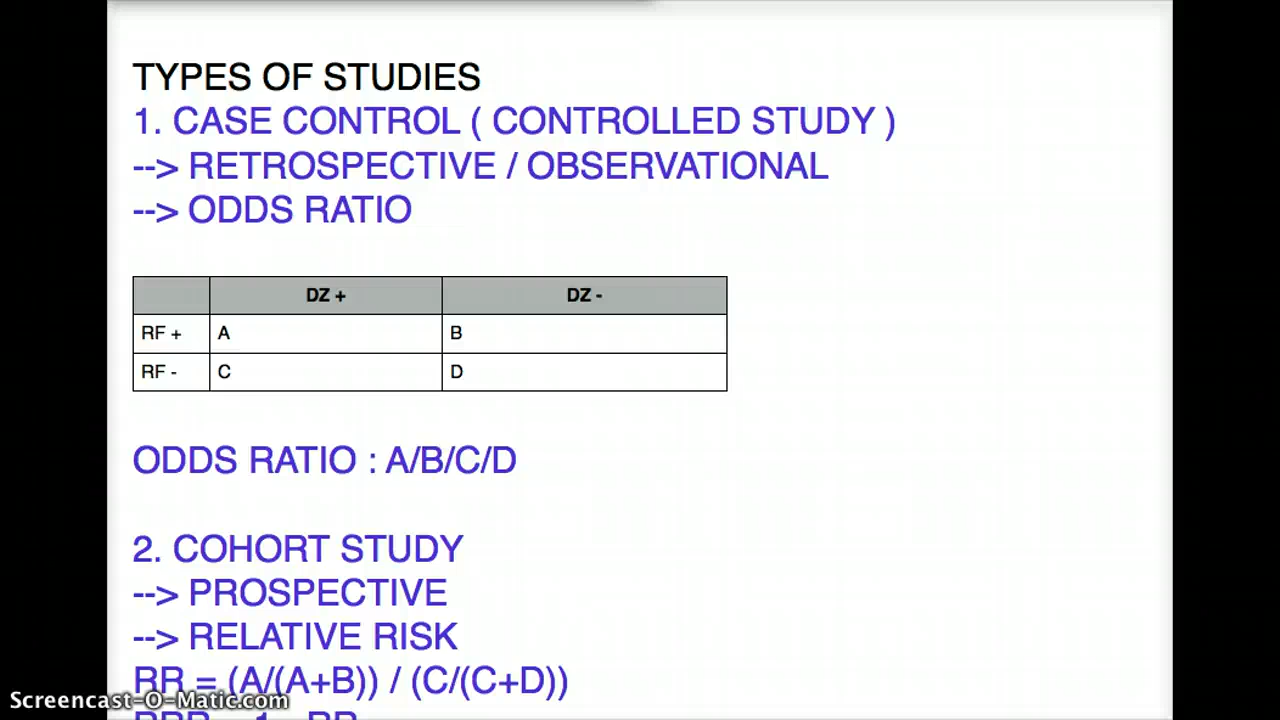 TYPES OF STUDIES
1. CASE CONTROL ( CONTROLLED STUDY )
--> RETROSPECTIVE / OBSERVATIONAL
--> ODDS RATIO
DZ + DZ -
RF + A B
RF - C D
ODDS RATIO : A/B/C/D
2. COHORT STUDY
--> PROSPECTIVE
--> RELATIVE RISK
RR = (A/(A+B)) / (C/(C+D))
Screencast-O-Matic.com